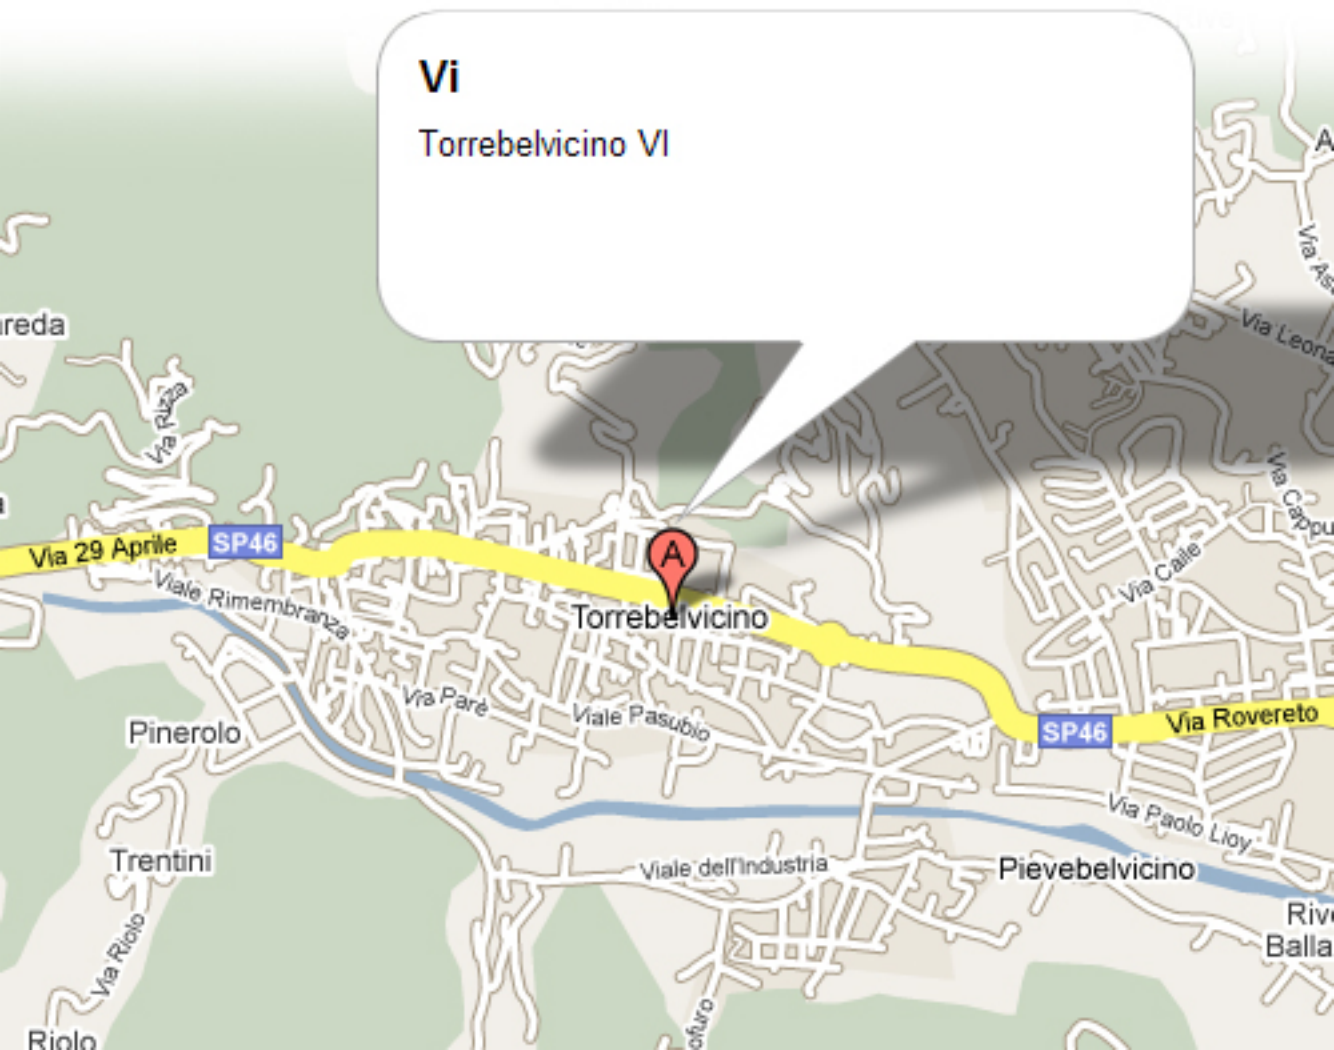 Vi
Torrebelvicino VI
Via Leona
Via Rizza
Via Cappu
Via 29 Aprile
SP46
Via Calle
Viale Rimembranza
Torrebelvicino
Via Parè
Viale Pasubio
SP46
Via Rovereto
Pinerolo
Via Paolo Lioy
Trentini
Viale dell'Industria
Pievebelvicino
Via Riolo
Balla
Riolo